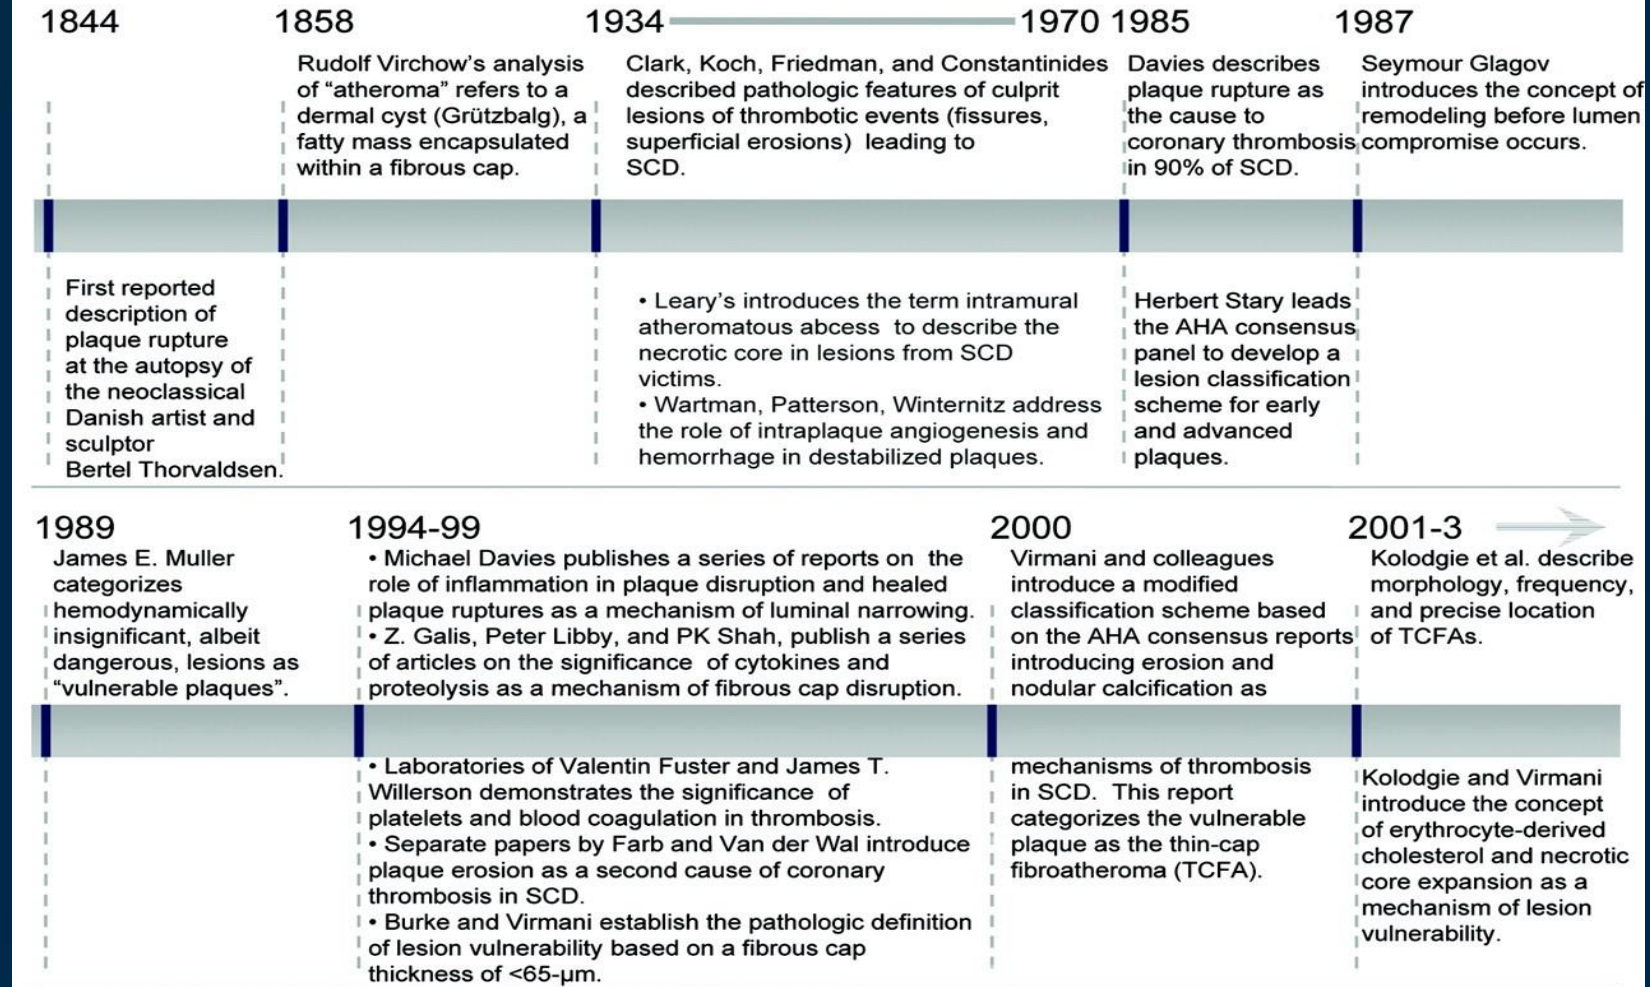 1844
1858
Rudolf Virchow's analysis
of “atheroma” refers to a
dermal cyst (Grützbalg), a
fatty mass encapsulated
within a fibrous cap.
1934
1970
Clark, Koch, Friedman, and Constantinides
described pathologic features of culprit
lesions of thrombotic events (fissures,
superficial erosions) leading to
SCD.
1985
Davies describes
plaque rupture as
the cause to
coronary thrombosis
in 90% of SCD.
1987
Seymour Glagov
introduces the concept of
remodeling before lumen
compromise occurs.
First reported
description of
plaque rupture
at the autopsy of
the neoclassical
Danish artist and
sculptor
Bertel Thorvaldsen.
• Leary's introduces the term intramural
atheromatous abcess to describe the
necrotic core in lesions from SCD
victims.
• Wartman, Patterson, Winternitz address
the role of intraplaque angiogenesis and
hemorrhage in destabilized plaques.
Herbert Stary leads
the AHA consensus
panel to develop a
lesion classification
scheme for early
and advanced
plaques.
1989
James E. Muller
categorizes
hemodynamically
insignificant, albeit
dangerous, lesions as
“vulnerable plaques”.
1994-99
• Michael Davies publishes a series of reports on the
role of inflammation in plaque disruption and healed
plaque ruptures as a mechanism of luminal narrowing.
• Z. Galis, Peter Libby, and PK Shah, publish a series
of articles on the significance of cytokines and
proteolysis as a mechanism of fibrous cap disruption.
• Laboratories of Valentin Fuster and James T.
Willerson demonstrates the significance of
platelets and blood coagulation in thrombosis.
• Separate papers by Farb and Van der Wal introduce
plaque erosion as a second cause of coronary
thrombosis in SCD.
• Burke and Virmani establish the pathologic definition
of lesion vulnerability based on a fibrous cap
thickness of <65-µm.
2000
Virmani and colleagues
introduce a modified
classification scheme based
on the AHA consensus reports
introducing erosion and
nodular calcification as
mechanisms of thrombosis
in SCD. This report
categorizes the vulnerable
plaque as the thin-cap
fibroatheroma (TCFA).
2001-3
Kolodgie et al. describe
morphology, frequency,
and precise location
of TCFAs.
Kolodgie and Virmani
introduce the concept
of erythrocyte-derived
cholesterol and necrotic
core expansion as a
mechanism of lesion
vulnerability.